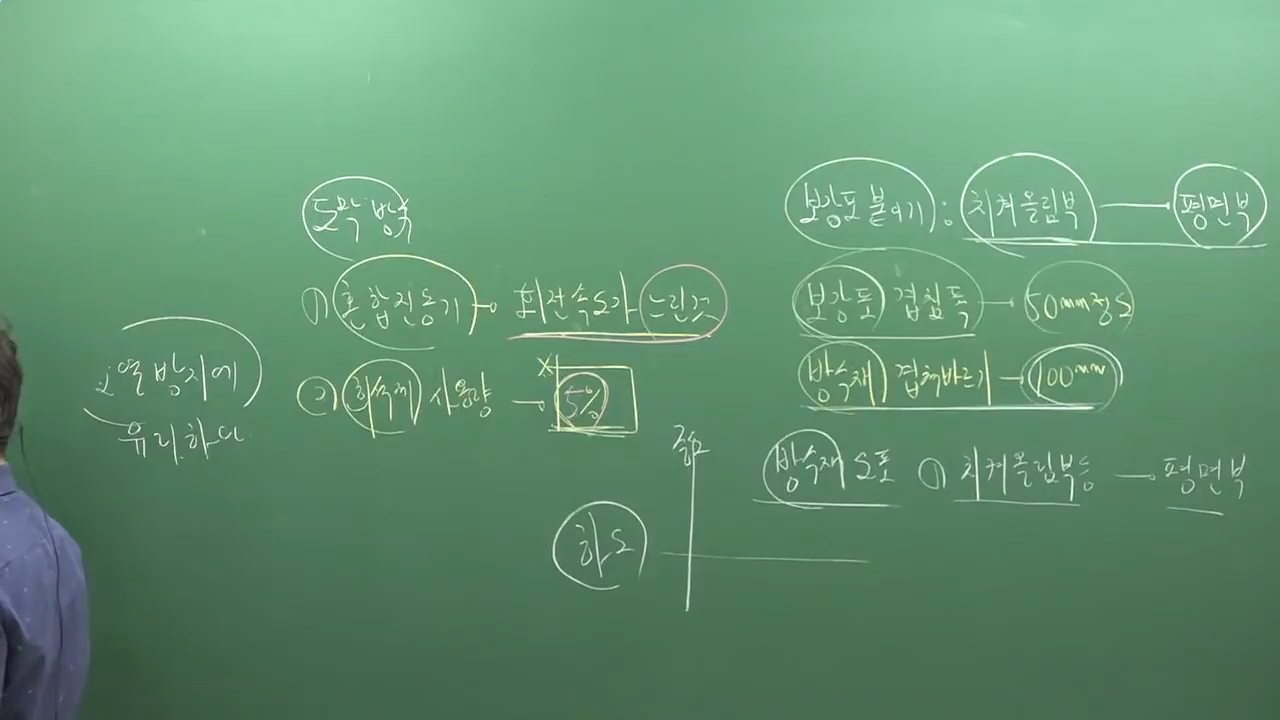 도막방수
① 혼합전동기 → 회전속도가 느린것
② 희석제 사용량 → 5%
x
열방지에
유리하다.
보강포 붙이기 : 치켜올림부 → 평면부
보강포 겹침폭 → 50mm정도
방수재 겹쳐바르기 → 100mm
방수재 도포 ① 치켜올림부등 → 평면부
중도
하도